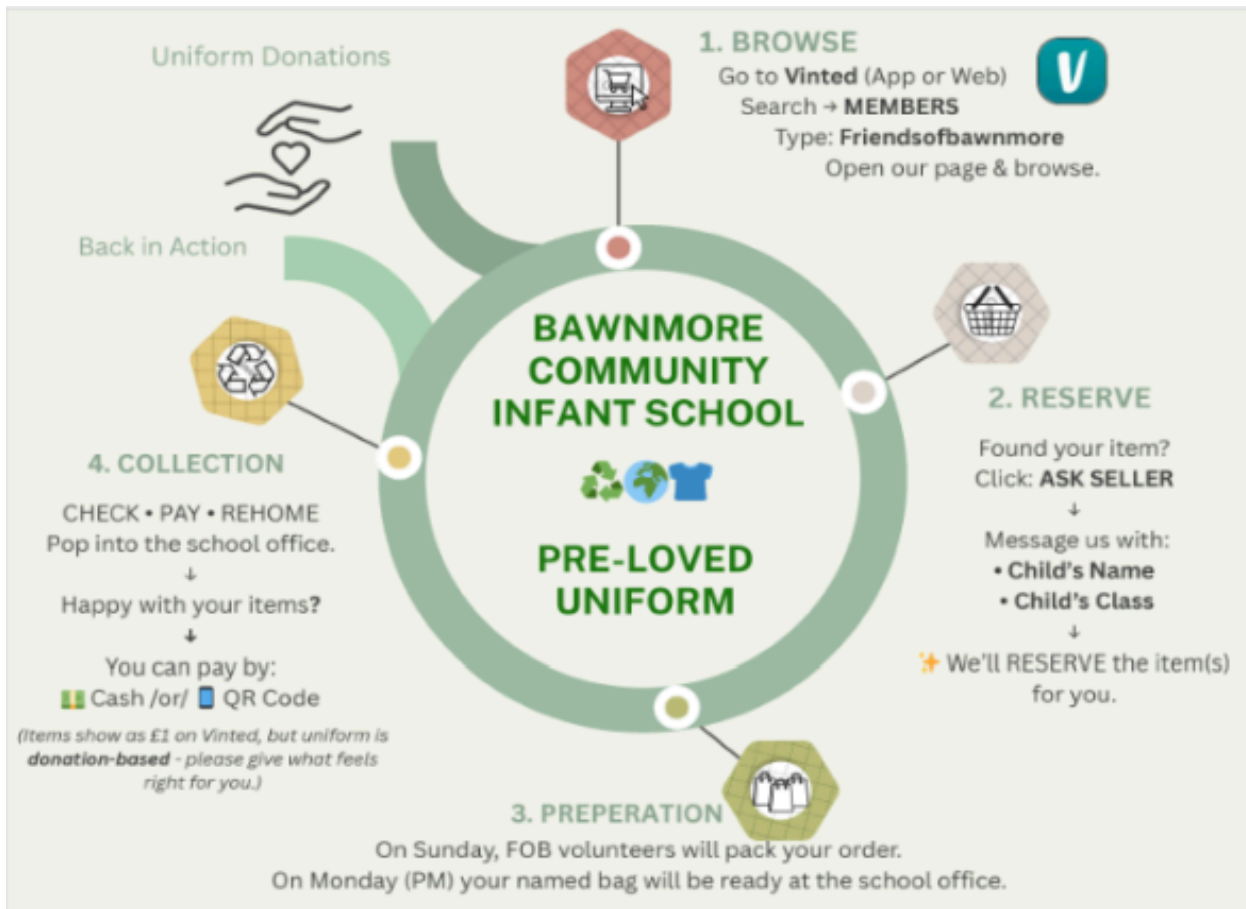 Uniform Donations
Back in Action
1. BROWSE
Go to Vinted (App or Web)
Search → MEMBERS
Type: Friendsofbawnmore
Open our page & browse.
V
BAWNMORE
COMMUNITY
INFANT SCHOOL
PRE-LOVED
UNIFORM
2. RESERVE
Found your item?
Click: ASK SELLER
↓
Message us with:
• Child's Name
• Child's Class
↓
✨ We'll RESERVE the item(s)
for you.
3. PREPERATION
On Sunday, FOB volunteers will pack your order.
On Monday (PM) your named bag will be ready at the school office.
4. COLLECTION
CHECK • PAY • REHOME
Pop into the school office.
↓
Happy with your items?
↓
You can pay by:
💵 Cash /or/ 📱 QR Code
(Items show as £1 on Vinted, but uniform is
donation-based - please give what feels
right for you.)